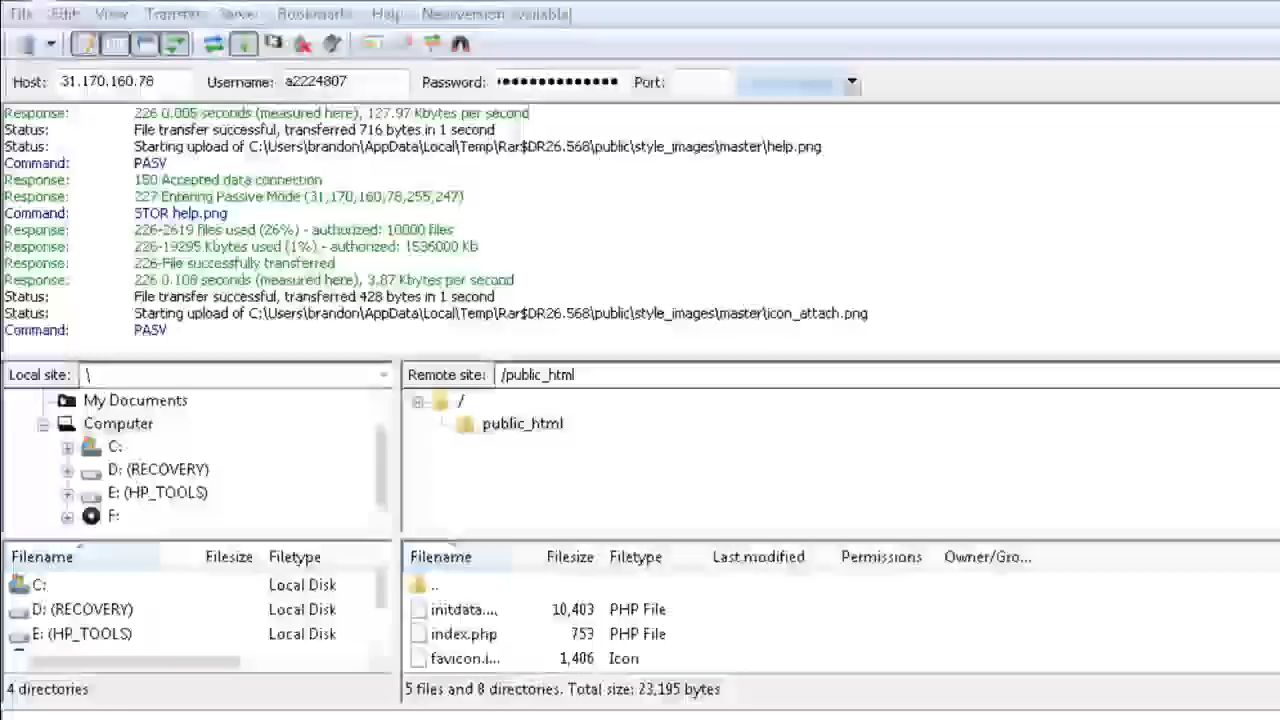 File Edit View Transfer Server Bookmarks Help New version available!
Host: 31.170.160.78 Username: a2224807 Password: •••••••••••••• Port:
Response: 226 0.005 seconds (measured here), 127.97 Kbytes per second
Status: File transfer successful, transferred 716 bytes in 1 second
Status: Starting upload of C:\Users\brandon\AppData\Local\Temp\Rar$DR26.568\public\style_images\master\help.png
Command: PASV
Response: 150 Accepted data connection
Response: 227 Entering Passive Mode (31,170,160,78,255,247)
Command: STOR help.png
Response: 226-2619 files used (26%) - authorized: 10000 files
Response: 226-19295 Kbytes used (1%) - authorized: 1536000 Kb
Response: 226-File successfully transferred
Response: 226 0.108 seconds (measured here), 3.87 Kbytes per second
Status: File transfer successful, transferred 428 bytes in 1 second
Status: Starting upload of C:\Users\brandon\AppData\Local\Temp\Rar$DR26.568\public\style_images\master\icon_attach.png
Command: PASV
Local site: \
Remote site: /public_html
My Documents
Computer
C:
D: (RECOVERY)
E: (HP_TOOLS)
F:
/
public_html
Filename Filesize Filetype
C: Local Disk
D: (RECOVERY) Local Disk
E: (HP_TOOLS) Local Disk
4 directories
Filename Filesize Filetype Last modified Permissions Owner/Gro...
..
initdata.... 10,403 PHP File
index.php 753 PHP File
favicon.i... 1,406 Icon
5 files and 8 directories. Total size: 23,195 bytes